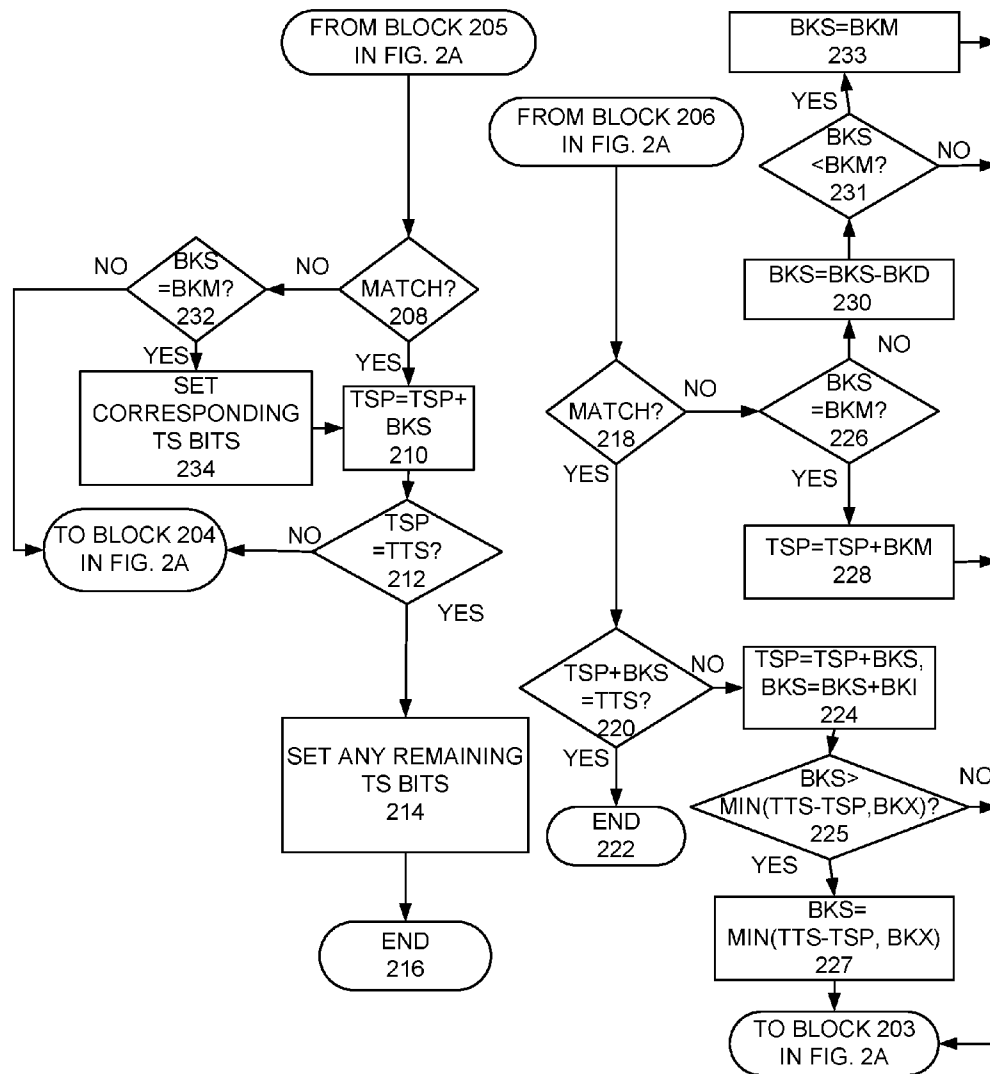 FROM BLOCK 205
IN FIG. 2A
BKS=BKM
233
FROM BLOCK 206
IN FIG. 2A
YES
BKS
<BKM?
231
NO
NO
BKS
=BKM?
232
NO
MATCH?
208
BKS=BKS-BKD
230
YES
YES
NO
SET
CORRESPONDING
TS BITS
234
TSP=TSP+
BKS
210
MATCH?
218
NO
BKS
=BKM?
226
YES
YES
TO BLOCK 204
IN FIG. 2A
NO
TSP
=TTS?
212
TSP=TSP+BKM
228
YES
TSP+BKS
=TTS?
220
NO
TSP=TSP+BKS,
BKS=BKS+BKI
224
YES
SET ANY REMAINING
TS BITS
214
BKS>
MIN(TTS-TSP,BKX)?
225
NO
END
222
YES
BKS=
MIN(TTS-TSP, BKX)
227
END
216
TO BLOCK 203
IN FIG. 2A